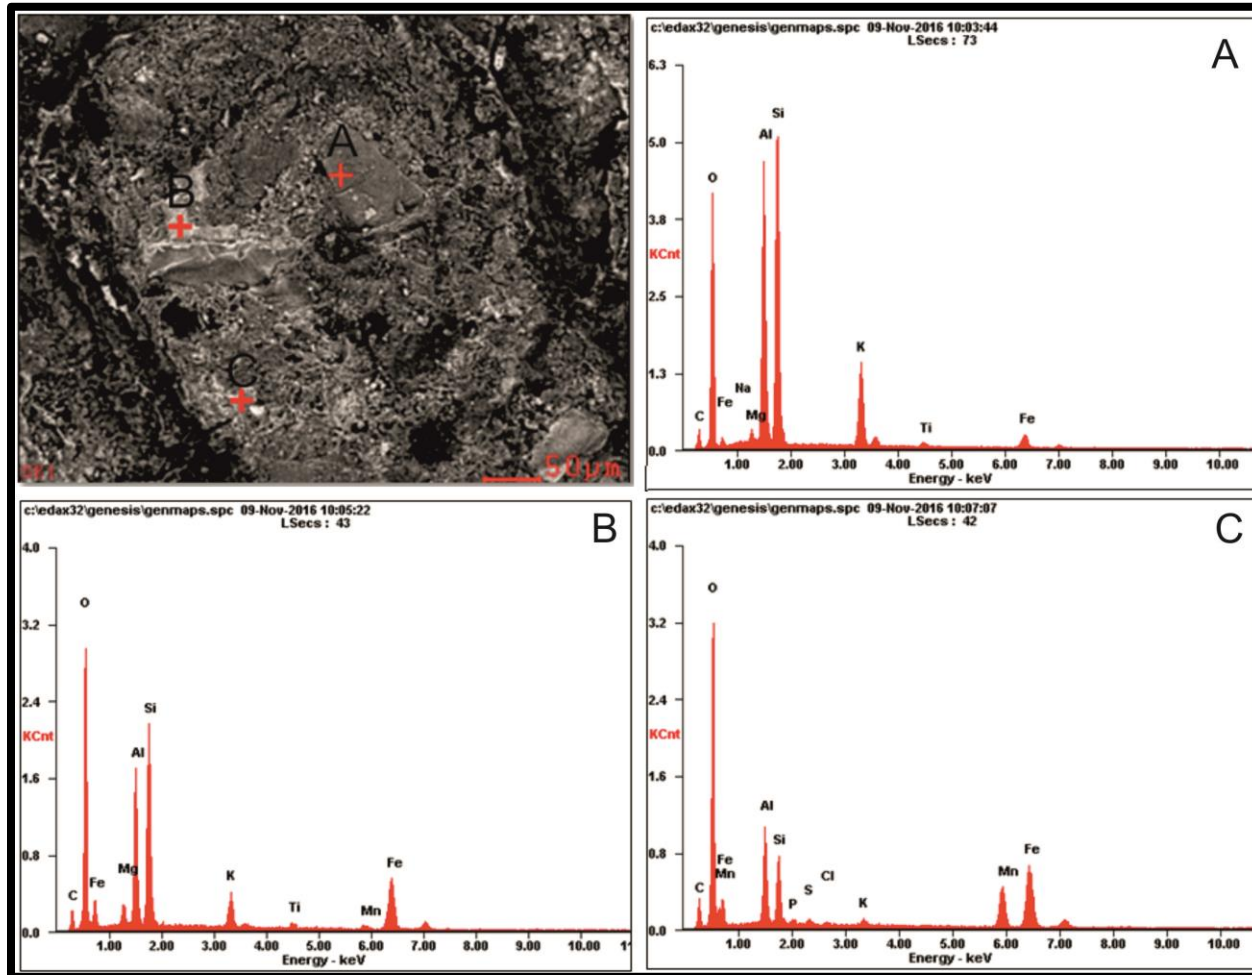 A
B
C
50µm
c:\edax32\genesis\genmaps.spc 09-Nov-2016 10:03:44
LSecs : 73
A
6.3
5.0
3.8
KCnt
2.5
1.3
0.0
C
O
Fe
Na
Mg
Al
Si
K
Ti
Fe
1.00 2.00 3.00 4.00 5.00 6.00 7.00 8.00 9.00 10.00
Energy - keV
c:\edax32\genesis\genmaps.spc 09-Nov-2016 10:05:22
LSecs : 43
B
4.0
3.2
2.4
KCnt
1.6
0.8
0.0
C
O
Fe
Mg
Al
Si
K
Ti
Mn
Fe
1.00 2.00 3.00 4.00 5.00 6.00 7.00 8.00 9.00 10.00 1
Energy - keV
c:\edax32\genesis\genmaps.spc 09-Nov-2016 10:07:07
LSecs : 42
C
4.0
3.2
2.4
KCnt
1.6
0.8
0.0
C
O
Fe
Mn
Al
Si
P
S
Cl
K
Mn
Fe
1.00 2.00 3.00 4.00 5.00 6.00 7.00 8.00 9.00 10.00
Energy - keV